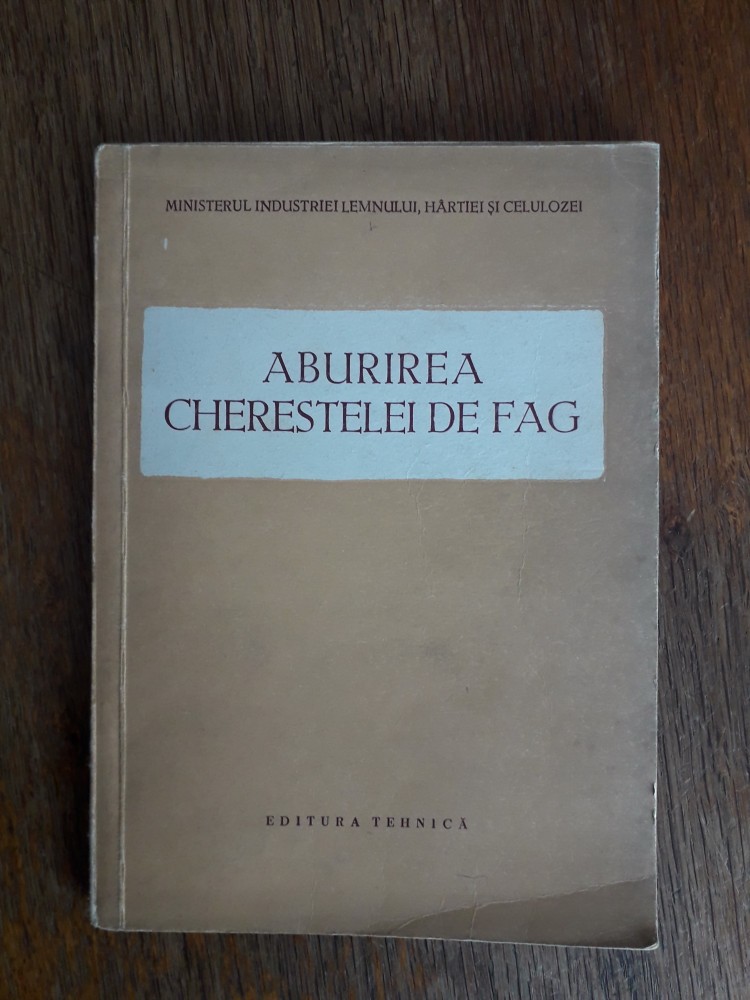 MINISTERUL INDUSTRIEI LEMNULUI, HÂRTIEI ȘI CELULOZEI
ABURIREA
CHERESTELEI DE FAG
EDITURA TEHNICĂ